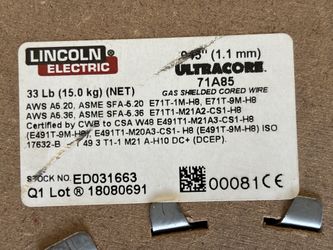 LINCOLN ELECTRIC
.045" (1.1 mm)
ULTRACORE
71A85
GAS SHIELDED CORED WIRE
33 Lb (15.0 kg) (NET)
AWS A5.20, ASME SFA-5.20 E71T-1M-H8, E71T-9M-H8
AWS A5.36, ASME SFA-5.36 E71T1-M21A2-CS1-H8
Certified by CWB to CSA W48 E491T1-M21A3-CS1-H8
(E491T-9M-H8) E491T1-M20A3-CS1- H8 (E491T-9M-H8) ISO
17632-B - T 49 3 T1-1 M21 A-H10 DC+ (DCEP).
STOCK NO. ED031663
Q1 Lot ® 18080691
00081 CE